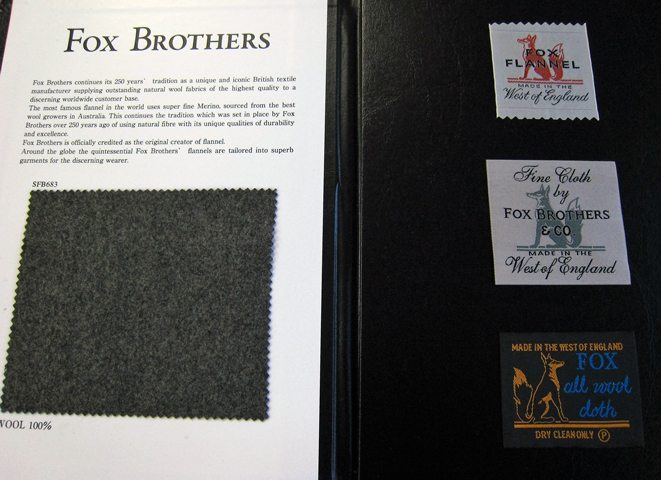 FOX BROTHERS
Fox Brothers continues its 250 years' tradition as a unique and iconic British textile
manufacturer supplying outstanding natural wool fabrics of the highest quality to a
discerning worldwide customer base.
The most famous flannel in the world uses super fine Merino, sourced from the best
wool growers in Australia. This continues the tradition which was set in place by Fox
Brothers over 250 years ago of using natural fibre with its unique qualities of durability
and excellence.
Fox Brothers is officially credited as the original creator of flannel.
Around the globe the quintessential Fox Brothers' flannels are tailored into superb
garments for the discerning wearer.
SFB683
WOOL 100%
FOX
FLANNEL
MADE IN THE
West of England
Fine Cloth
by
FOX BROTHERS
& CO.
MADE IN THE
West of England
MADE IN THE WEST OF ENGLAND
FOX
all wool
cloth
DRY CLEAN ONLY P